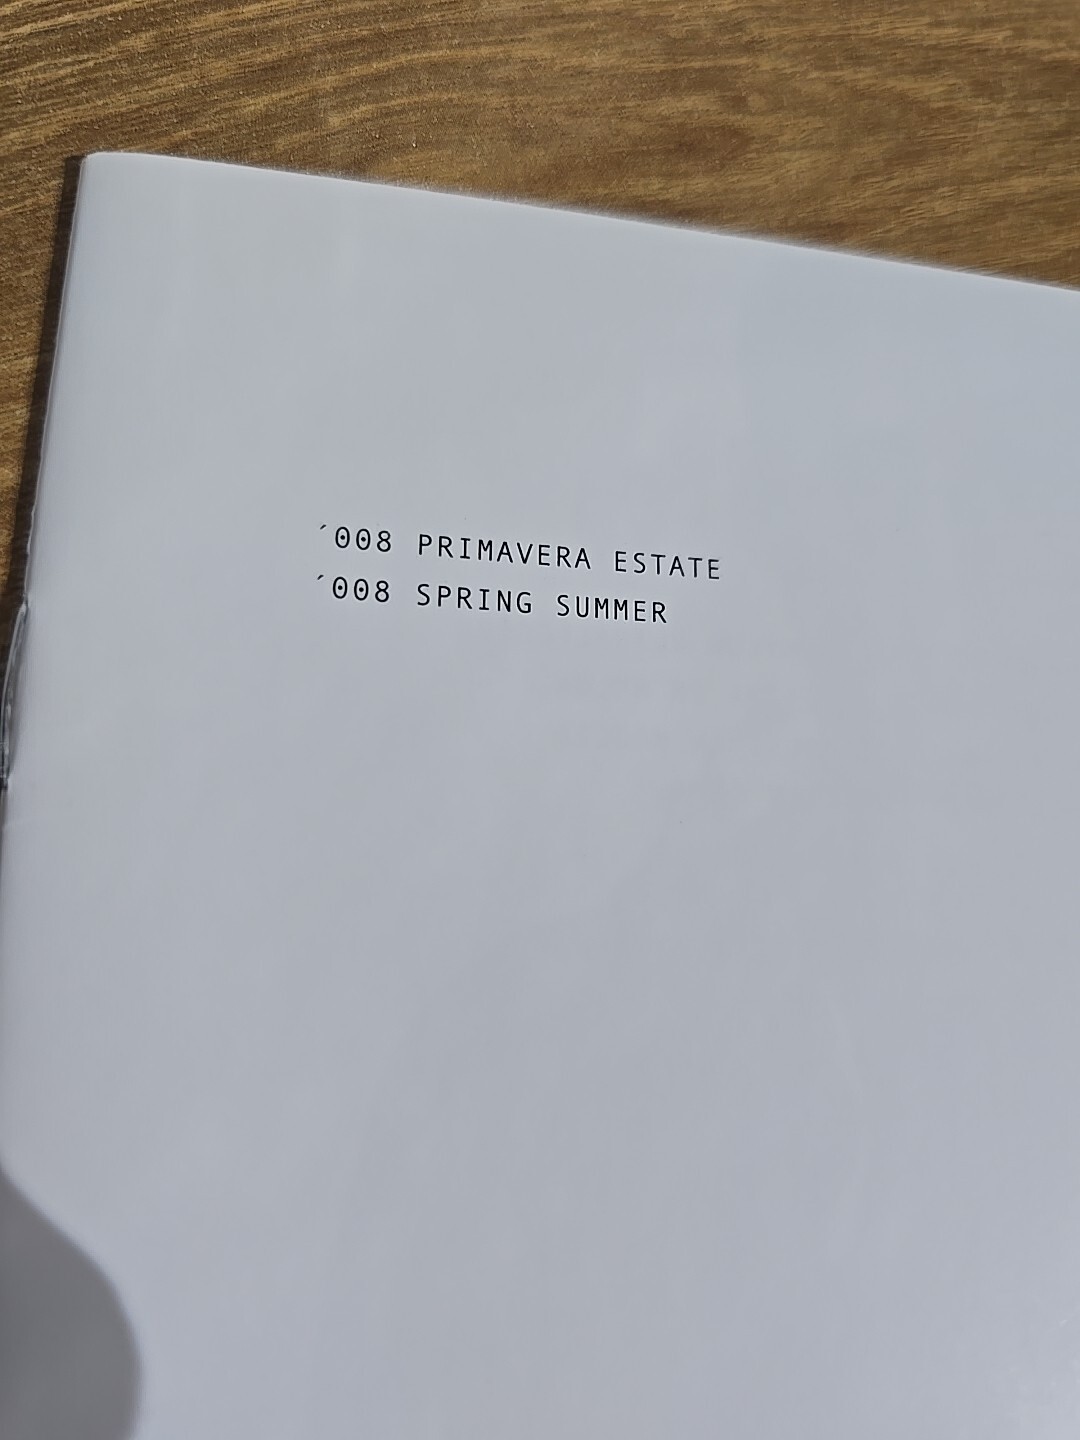 ´008 PRIMAVERA ESTATE
´008 SPRING SUMMER